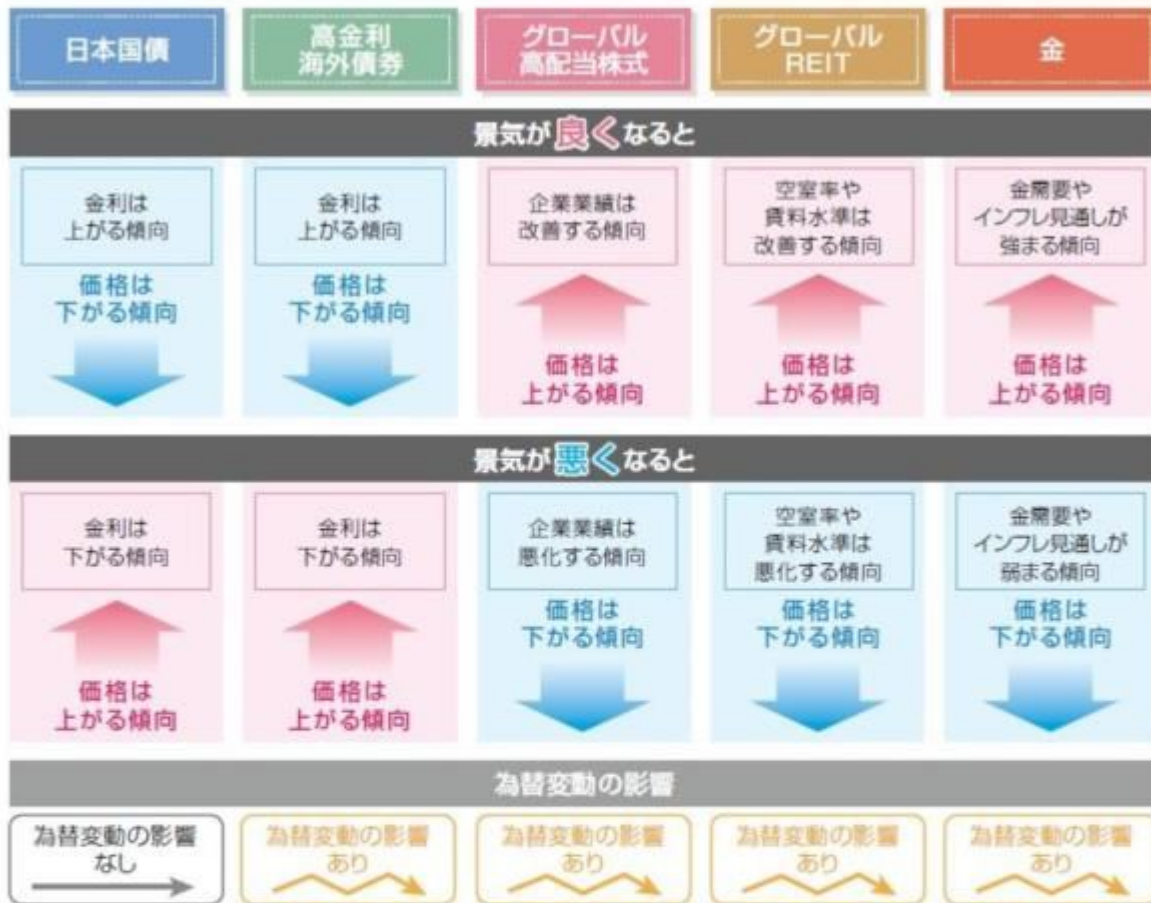 日本国債
高金利
海外債券
グローバル
高配当株式
グローバル
REIT
金
景気が良くなると
金利は
上がる傾向
価格は
下がる傾向
金利は
上がる傾向
価格は
下がる傾向
企業業績は
改善する傾向
価格は
上がる傾向
空室率や
賃料水準は
改善する傾向
価格は
上がる傾向
金需要や
インフレ見通しが
強まる傾向
価格は
上がる傾向
景気が悪くなると
金利は
下がる傾向
価格は
上がる傾向
金利は
下がる傾向
価格は
上がる傾向
企業業績は
悪化する傾向
価格は
下がる傾向
空室率や
賃料水準は
悪化する傾向
価格は
下がる傾向
金需要や
インフレ見通しが
弱まる傾向
価格は
下がる傾向
為替変動の影響
為替変動の影響
なし
為替変動の影響
あり
為替変動の影響
あり
為替変動の影響
あり
為替変動の影響
あり